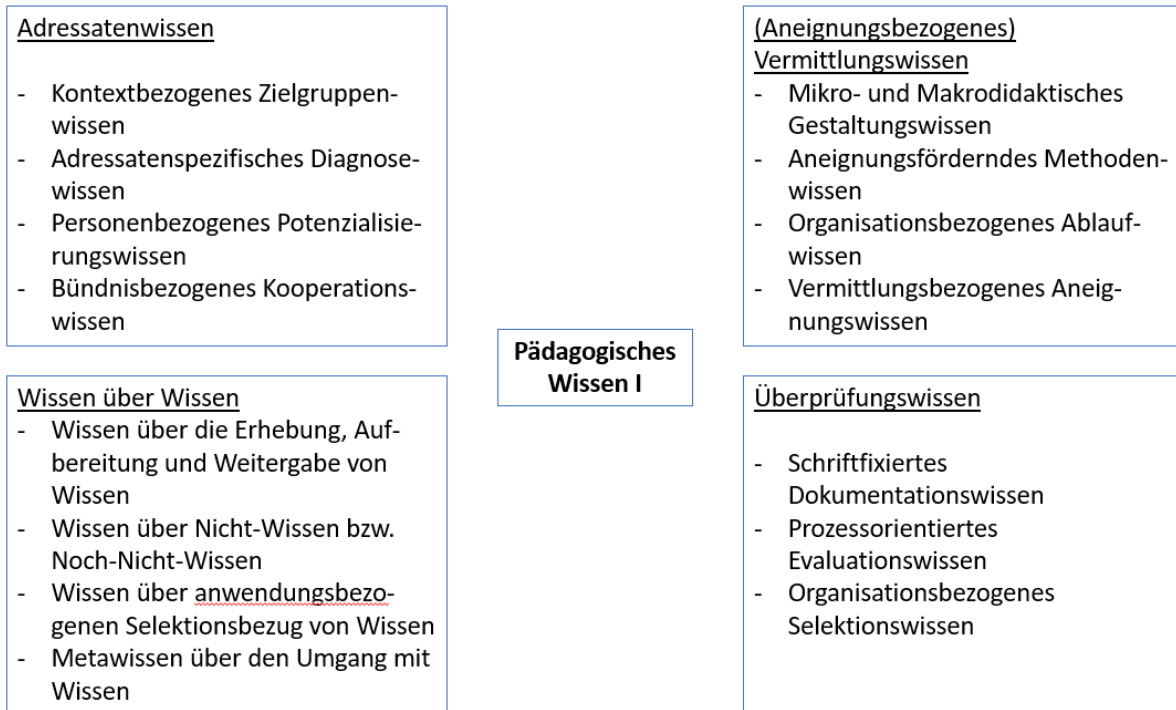 Adressatenwissen
- Kontextbezogenes Zielgruppen-
wissen
- Adressatenspezifisches Diagnose-
wissen
- Personenbezogenes Potenzialisie-
rungswissen
- Bündnisbezogenes Kooperations-
wissen
(Aneignungsbezogenes)
Vermittlungswissen
- Mikro- und Makrodidaktisches
Gestaltungswissen
- Aneignungsförderndes Methoden-
wissen
- Organisationsbezogenes Ablauf-
wissen
- Vermittlungsbezogenes Aneig-
nungswissen
Pädagogisches
Wissen I
Wissen über Wissen
- Wissen über die Erhebung, Auf-
bereitung und Weitergabe von
Wissen
- Wissen über Nicht-Wissen bzw.
Noch-Nicht-Wissen
- Wissen über anwendungsbezo-
genen Selektionsbezug von Wissen
- Metawissen über den Umgang mit
Wissen
Überprüfungswissen
- Schriftfixiertes
Dokumentationswissen
- Prozessorientiertes
Evaluationswissen
- Organisationsbezogenes
Selektionswissen